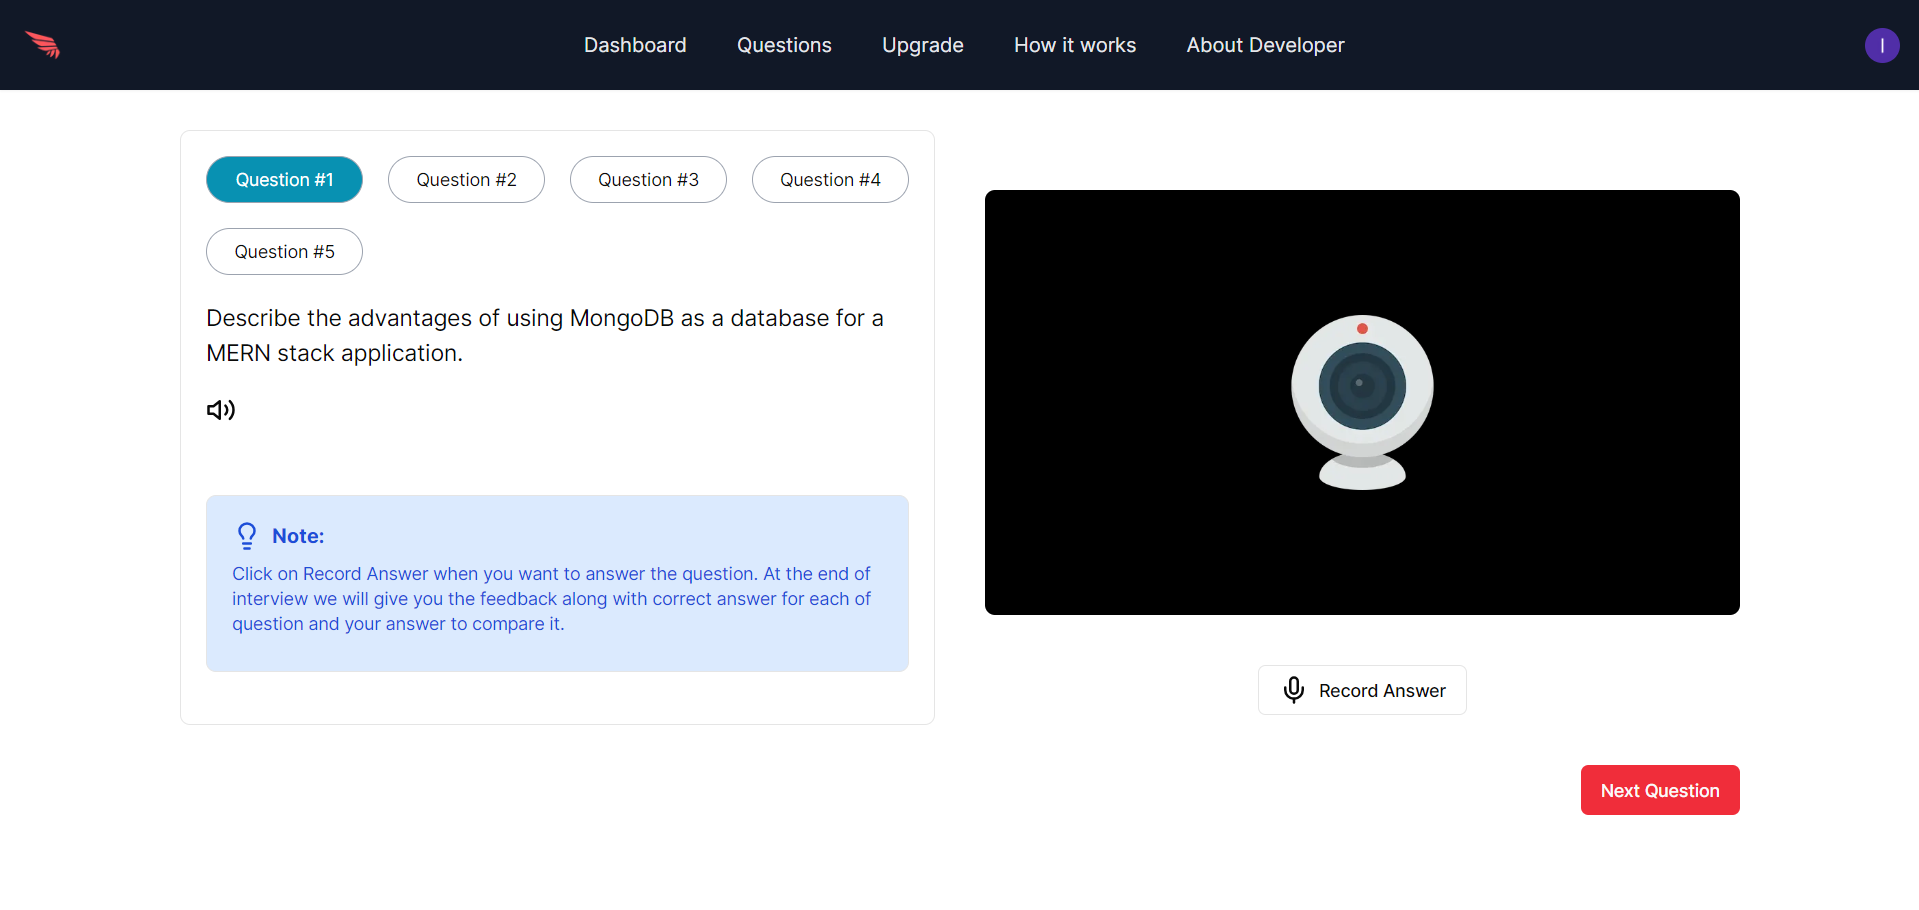 Dashboard
Questions
Upgrade
How it works
About Developer
I
Question #1
Question #2
Question #3
Question #4
Question #5
Describe the advantages of using MongoDB as a database for a
MERN stack application.
Note:
Click on Record Answer when you want to answer the question. At the end of
interview we will give you the feedback along with correct answer for each of
question and your answer to compare it.
Record Answer
Next Question